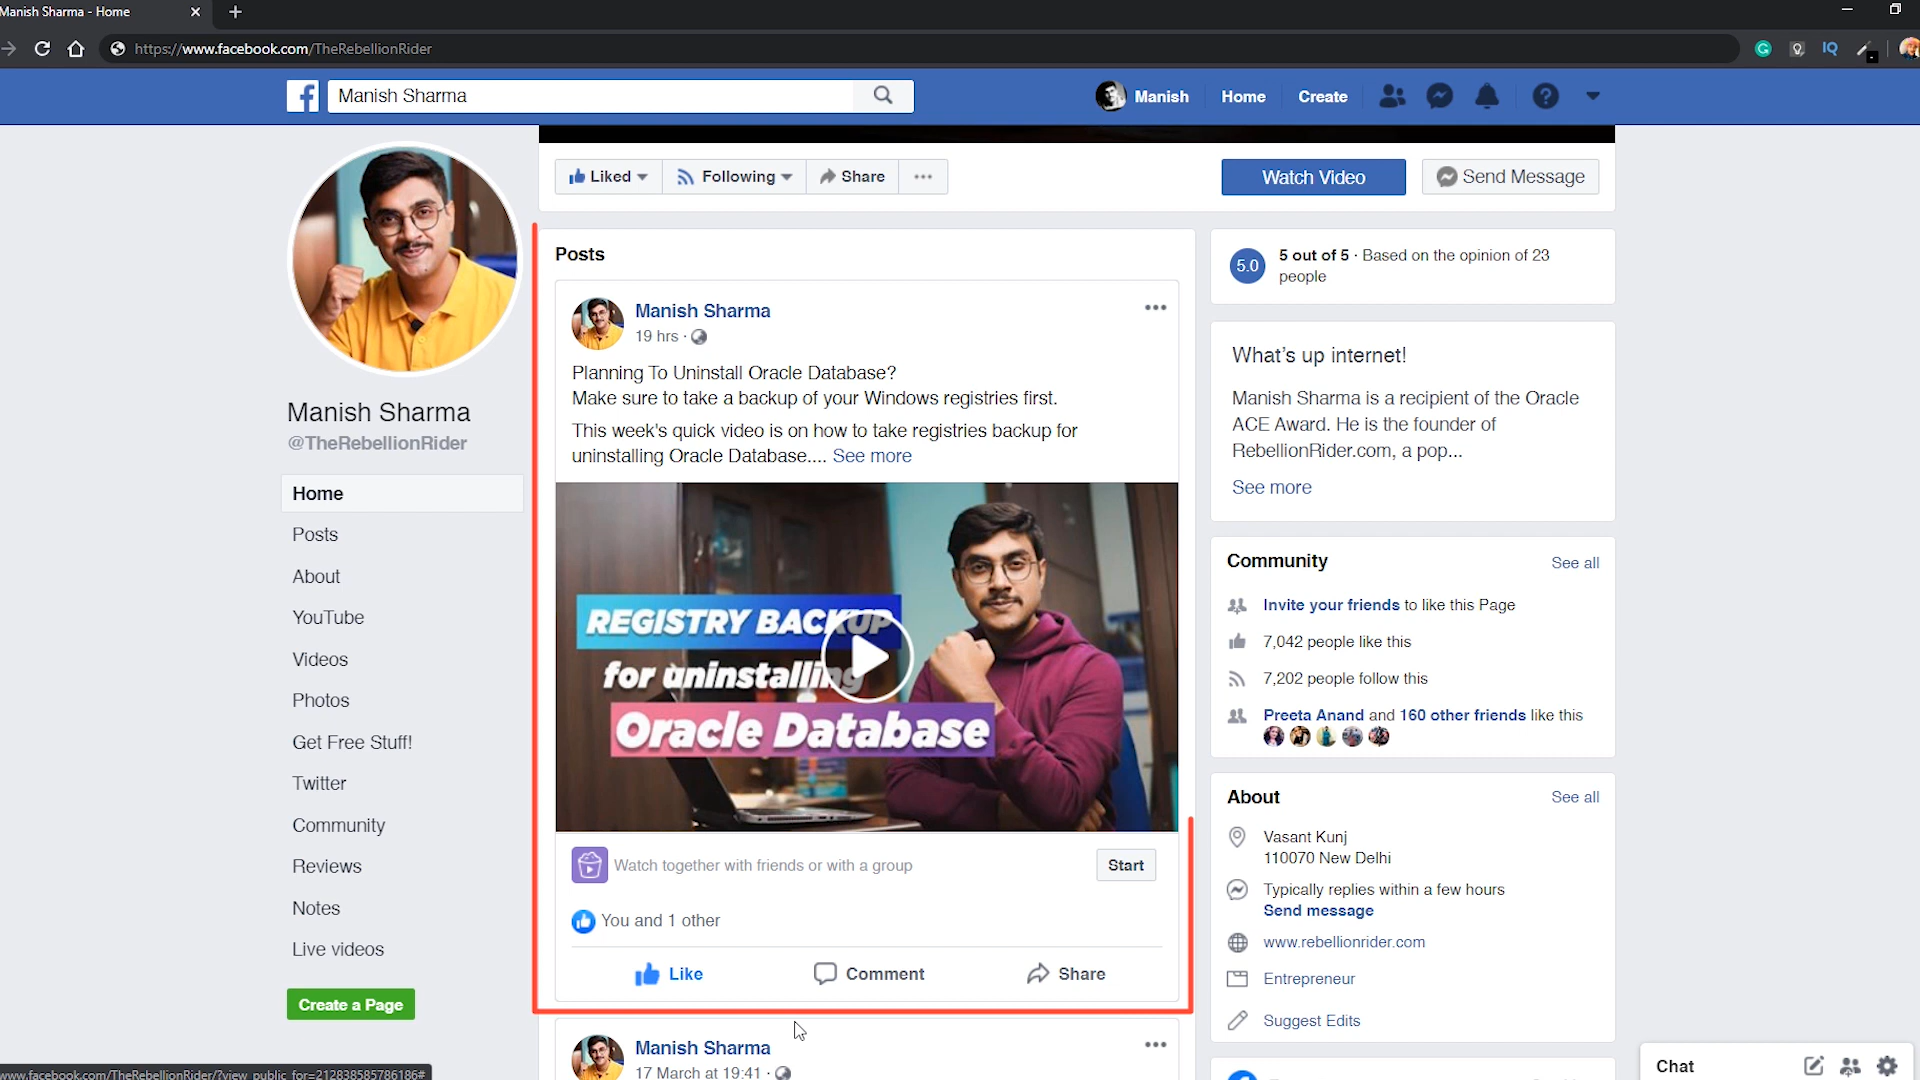 Manish Sharma - Home
https://www.facebook.com/TheRebellionRider
IQ
Manish Sharma
Manish
Home
Create
Liked
Following
Share
Watch Video
Send Message
Manish Sharma
@TheRebellionRider
Home
Posts
About
YouTube
Videos
Photos
Get Free Stuff!
Twitter
Community
Reviews
Notes
Live videos
Create a Page
Posts
Manish Sharma
19 hrs ·
Planning To Uninstall Oracle Database?
Make sure to take a backup of your Windows registries first.
This week's quick video is on how to take registries backup for
uninstalling Oracle Database.... See more
REGISTRY BACKUP
for uninstalling
Oracle Database
Watch together with friends or with a group
Start
You and 1 other
Like
Comment
Share
Manish Sharma
17 March at 19:41 ·
5.0
5 out of 5 · Based on the opinion of 23
people
What's up internet!
Manish Sharma is a recipient of the Oracle
ACE Award. He is the founder of
RebellionRider.com, a pop...
See more
Community
See all
Invite your friends to like this Page
7,042 people like this
7,202 people follow this
Preeta Anand and 160 other friends like this
About
See all
Vasant Kunj
110070 New Delhi
Typically replies within a few hours
Send message
www.rebellionrider.com
Entrepreneur
Suggest Edits
Chat
www.facebook.com/TheRebellionRider/?view_public_for=212838585786186#